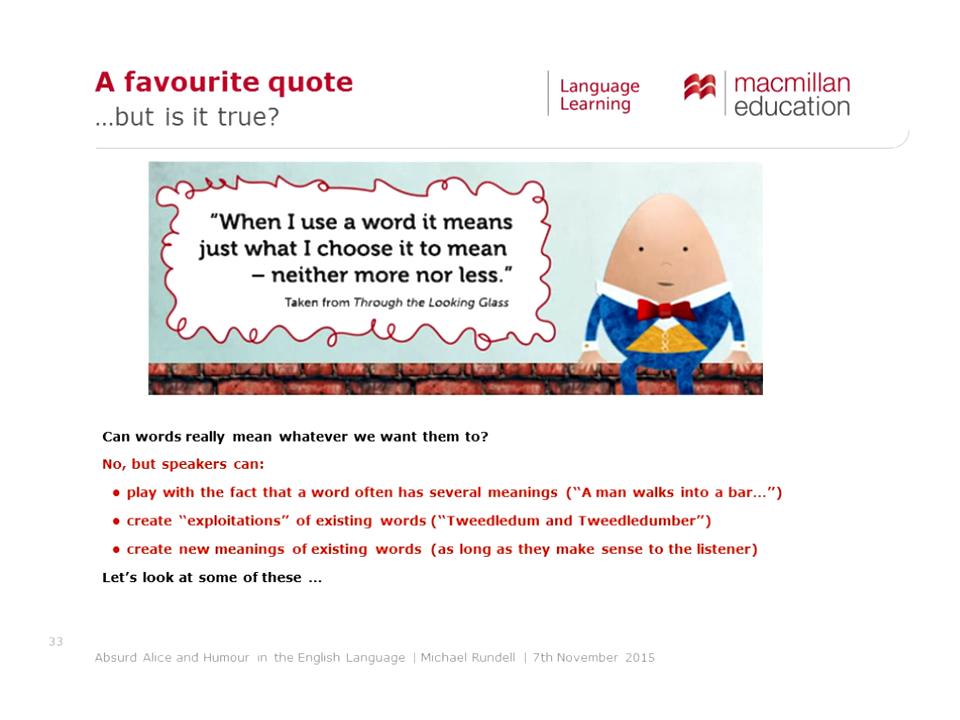 A favourite quote
...but is it true?
Language
Learning
macmillan
education
“When I use a word it means
just what I choose it to mean
– neither more nor less.”
Taken from Through the Looking Glass
Can words really mean whatever we want them to?
No, but speakers can:
● play with the fact that a word often has several meanings (“A man walks into a bar...”)
● create “exploitations” of existing words (“Tweedledum and Tweedledumber”)
● create new meanings of existing words (as long as they make sense to the listener)
Let’s look at some of these ...
33
Absurd Alice and Humour in the English Language | Michael Rundell | 7th November 2015